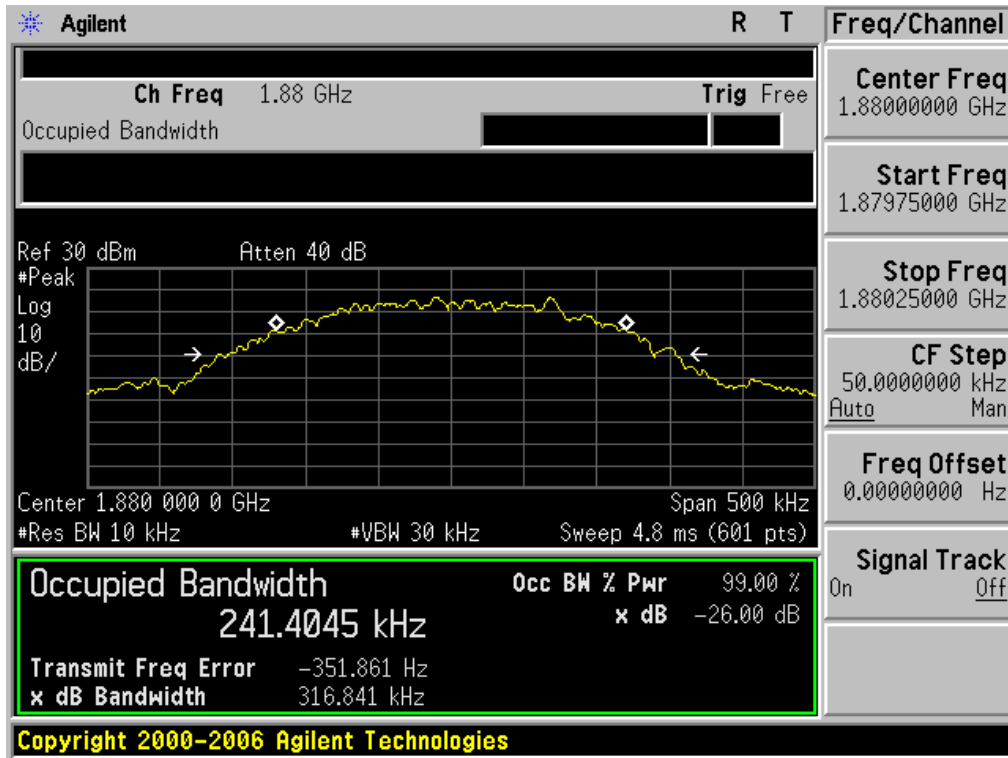 Agilent R T Freq/Channel
Ch Freq 1.88 GHz Trig Free
Occupied Bandwidth
Center Freq
1.88000000 GHz
Start Freq
1.87975000 GHz
Stop Freq
1.88025000 GHz
CF Step
50.0000000 kHz
Auto Man
Freq Offset
0.00000000 Hz
Signal Track
On Off
Ref 30 dBm Atten 40 dB
#Peak
Log
10
dB/
Center 1.880 000 0 GHz Span 500 kHz
#Res BW 10 kHz #VBW 30 kHz Sweep 4.8 ms (601 pts)
Occupied Bandwidth
241.4045 kHz
Occ BW % Pwr 99.00 %
x dB -26.00 dB
Transmit Freq Error -351.861 Hz
x dB Bandwidth 316.841 kHz
Copyright 2000-2006 Agilent Technologies